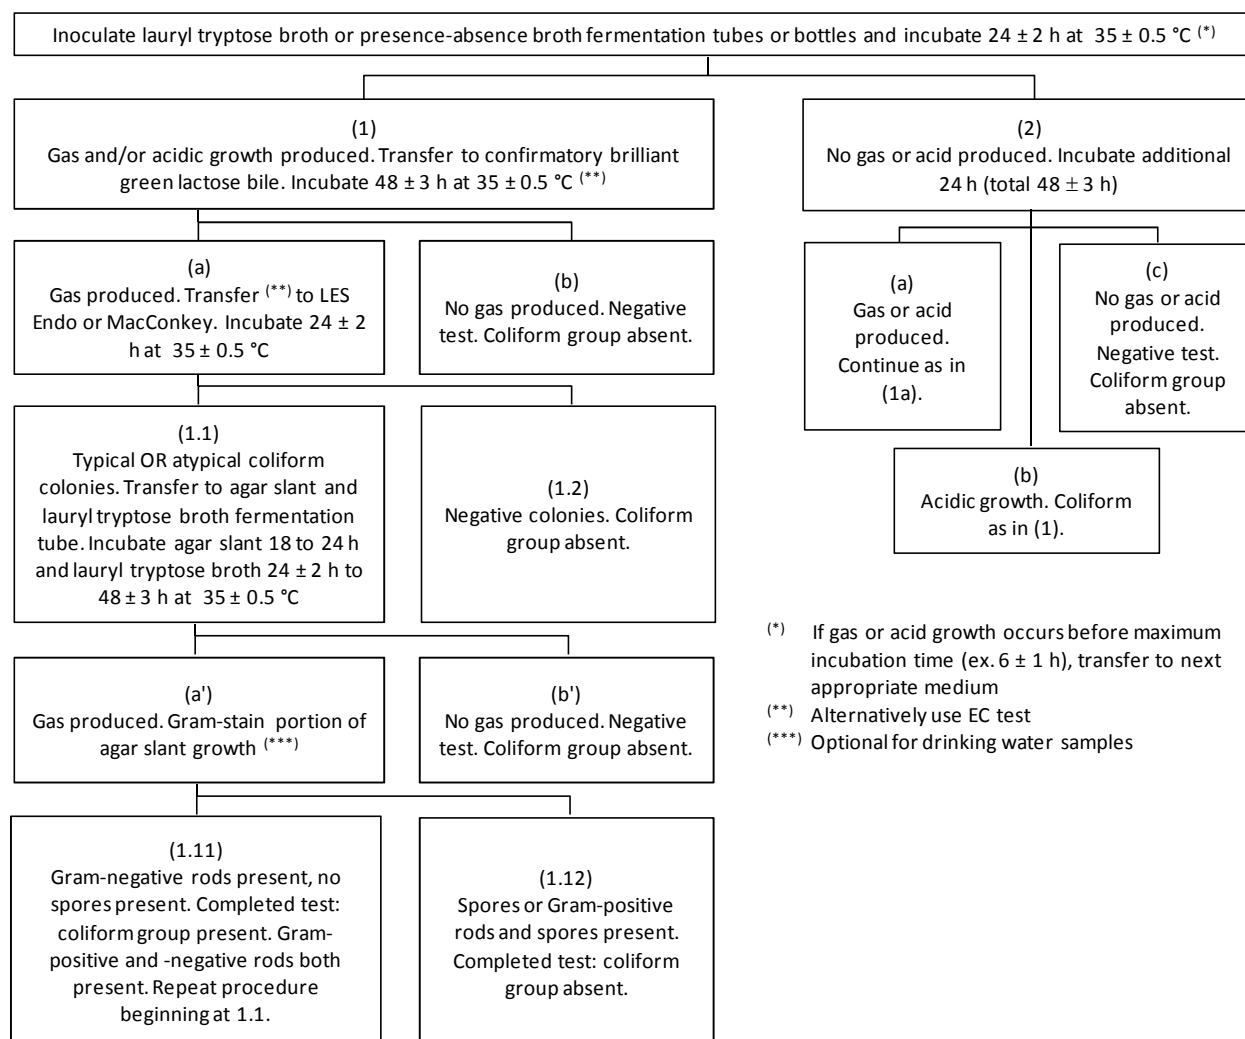 Inoculate lauryl tryptose broth or presence-absence broth fermentation tubes or bottles and incubate 24 ± 2 h at 35 ± 0.5 °C (*)
(1)
Gas and/or acidic growth produced. Transfer to confirmatory brilliant
green lactose bile. Incubate 48 ± 3 h at 35 ± 0.5 °C (**)
(2)
No gas or acid produced. Incubate additional
24 h (total 48 ± 3 h)
(a)
Gas produced. Transfer (**) to LES
Endo or MacConkey. Incubate 24 ± 2
h at 35 ± 0.5 °C
(b)
No gas produced. Negative
test. Coliform group absent.
(a)
Gas or acid
produced.
Continue as in
(1a).
(c)
No gas or acid
produced.
Negative test.
Coliform group
absent.
(1.1)
Typical OR atypical coliform
colonies. Transfer to agar slant and
lauryl tryptose broth fermentation
tube. Incubate agar slant 18 to 24 h
and lauryl tryptose broth 24 ± 2 h to
48 ± 3 h at 35 ± 0.5 °C
(1.2)
Negative colonies. Coliform
group absent.
(b)
Acidic growth. Coliform
as in (1).
(a')
Gas produced. Gram-stain portion of
agar slant growth (***)
(b')
No gas produced. Negative
test. Coliform group absent.
(*) If gas or acid growth occurs before maximum
incubation time (ex. 6 ± 1 h), transfer to next
appropriate medium
(**) Alternatively use EC test
(***) Optional for drinking water samples
(1.11)
Gram-negative rods present, no
spores present. Completed test:
coliform group present. Gram-
positive and -negative rods both
present. Repeat procedure
beginning at 1.1.
(1.12)
Spores or Gram-positive
rods and spores present.
Completed test: coliform
group absent.